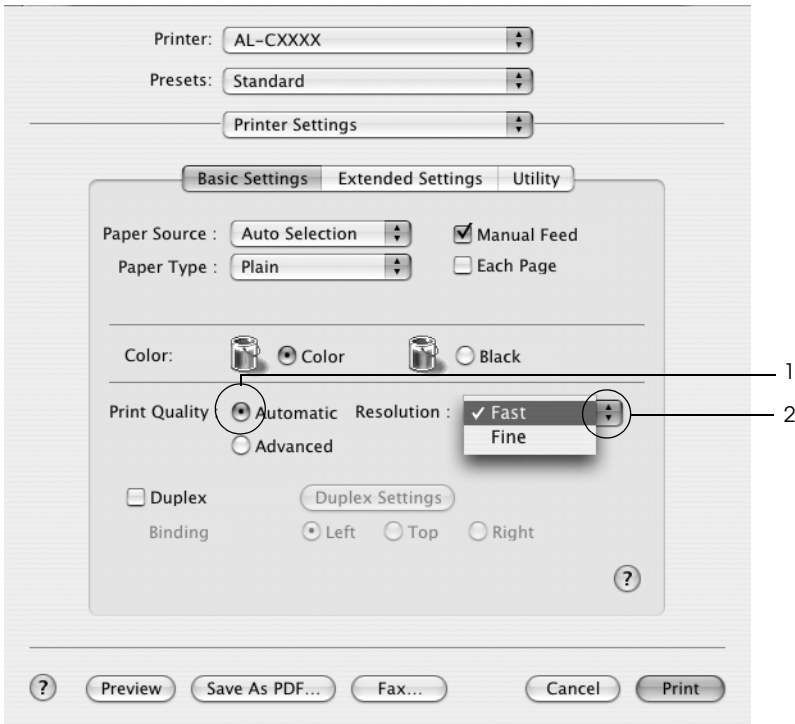 Printer: AL-CXXXX
Presets: Standard
Printer Settings
Basic Settings Extended Settings Utility
Paper Source : Auto Selection Manual Feed
Paper Type : Plain Each Page
Color: Color Black
1
Print Quality : Automatic Resolution : ✓ Fast 2
Advanced Fine
Duplex Duplex Settings
Binding Left Top Right
?
? Preview Save As PDF... Fax... Cancel Print